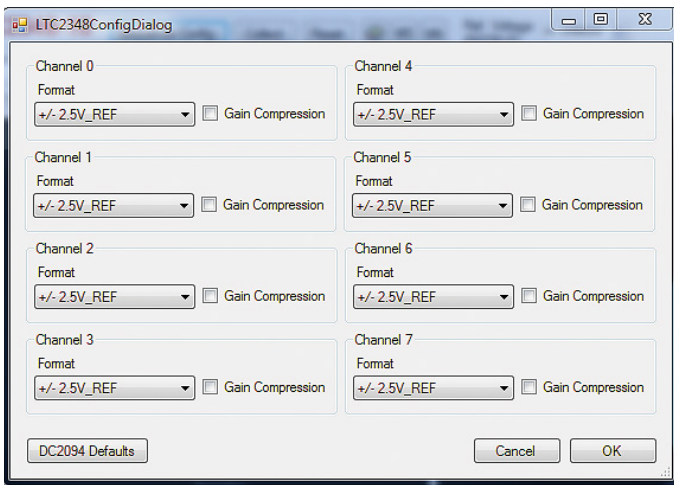 LTC2348ConfigDialog
Channel 0
Format
+/- 2.5V_REF
Gain Compression
Channel 4
Format
+/- 2.5V_REF
Gain Compression
Channel 1
Format
+/- 2.5V_REF
Gain Compression
Channel 5
Format
+/- 2.5V_REF
Gain Compression
Channel 2
Format
+/- 2.5V_REF
Gain Compression
Channel 6
Format
+/- 2.5V_REF
Gain Compression
Channel 3
Format
+/- 2.5V_REF
Gain Compression
Channel 7
Format
+/- 2.5V_REF
Gain Compression
DC2094 Defaults
Cancel
OK